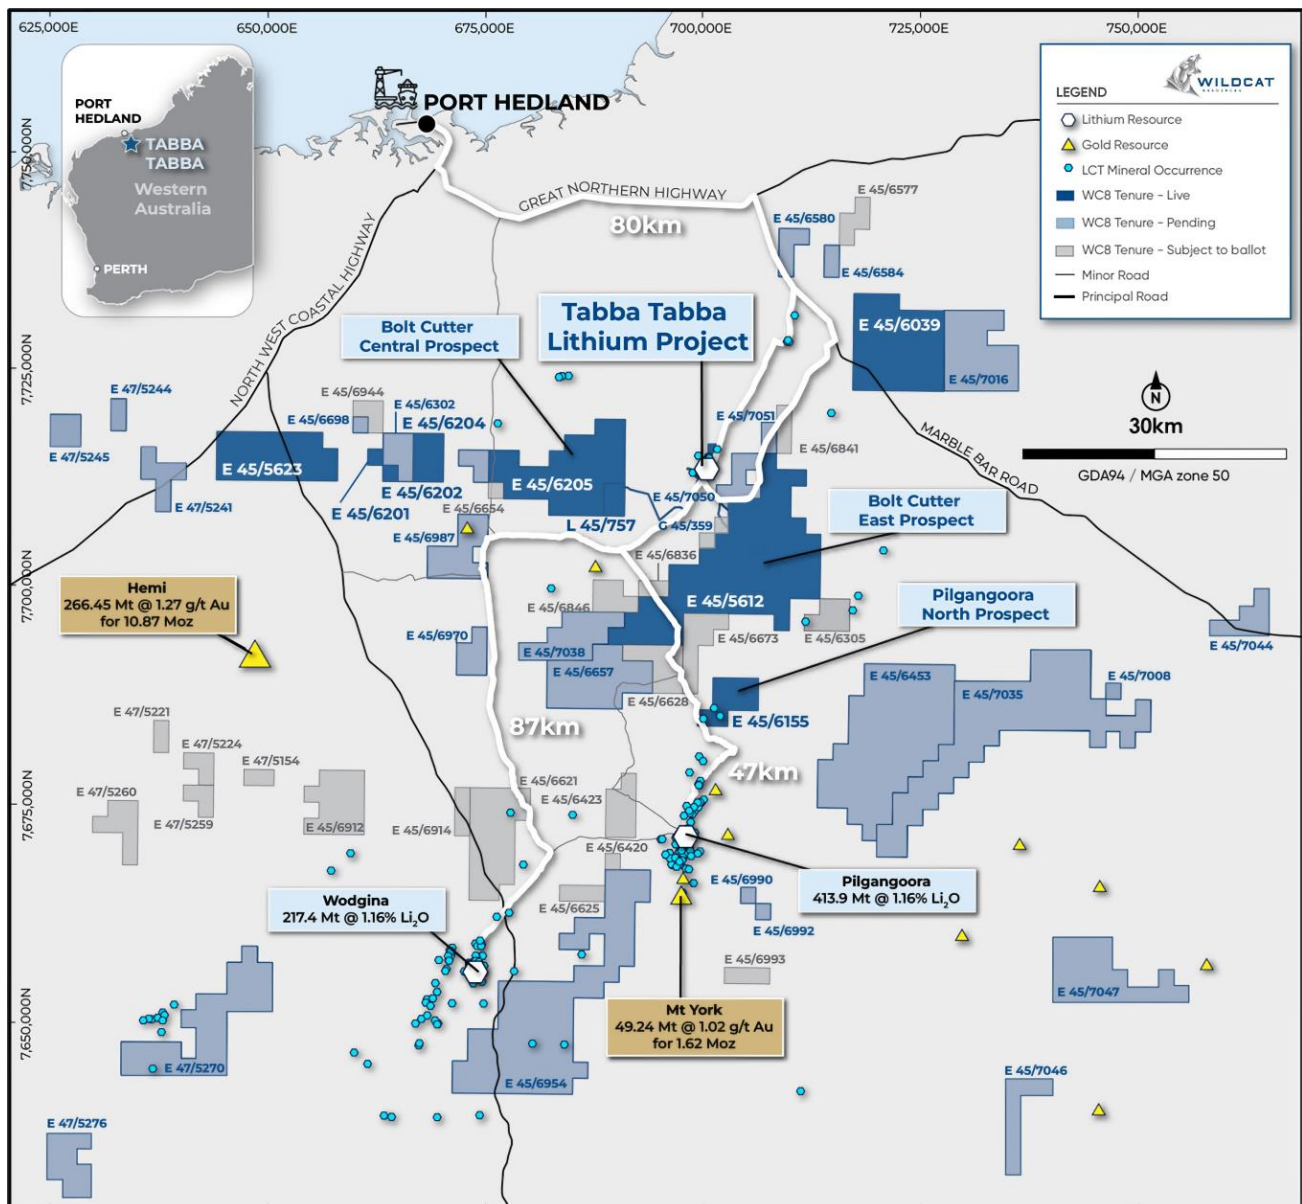 625,000E
650,000E
675,000E
700,000E
725,000E
750,000E
7,750,000N
7,725,000N
7,700,000N
7,675,000N
7,650,000N
PORT
HEDLAND
TABBA
TABBA
Western
Australia
PERTH
PORT HEDLAND
GREAT NORTHERN HIGHWAY
80km
NORTH WEST COASTAL HIGHWAY
MARBLE BAR ROAD
WILDCAT
RESOURCES
LEGEND
Lithium Resource
Gold Resource
LCT Mineral Occurrence
WC8 Tenure - Live
WC8 Tenure - Pending
WC8 Tenure - Subject to ballot
Minor Road
Principal Road
N
30km
GDA94 / MGA zone 50
E 45/6577
E 45/6580
E 45/6584
E 45/6039
E 45/7016
Tabba Tabba
Lithium Project
Bolt Cutter
Central Prospect
E 47/5244
E 47/5245
E 47/5241
E 45/6944
E 45/6698
E 45/6302
E 45/6204
E 45/5623
E 45/6202
E 45/6201
E 45/6205
E 45/6654
L 45/757
E 45/7051
E 45/6841
E 45/7050
G 45/359
Bolt Cutter
East Prospect
E 45/6987
E 45/6836
E 45/5612
E 45/6846
Hemi
266.45 Mt @ 1.27 g/t Au
for 10.87 Moz
Pilgangoora
North Prospect
E 45/6970
E 45/7038
E 45/6657
E 45/6673
E 45/6305
E 45/7044
E 45/6628
E 45/6155
E 45/6453
E 45/7035
E 45/7008
87km
47km
E 47/5221
E 47/5224
E 47/5154
E 47/5260
E 47/5259
E 45/6912
E 45/6914
E 45/6621
E 45/6423
E 45/6420
E 45/6625
Wodgina
217.4 Mt @ 1.16% Li₂O
Pilgangoora
413.9 Mt @ 1.16% Li₂O
E 45/6990
E 45/6992
E 45/6993
Mt York
49.24 Mt @ 1.02 g/t Au
for 1.62 Moz
E 45/7047
E 45/7046
E 47/5270
E 45/6954
E 47/5276